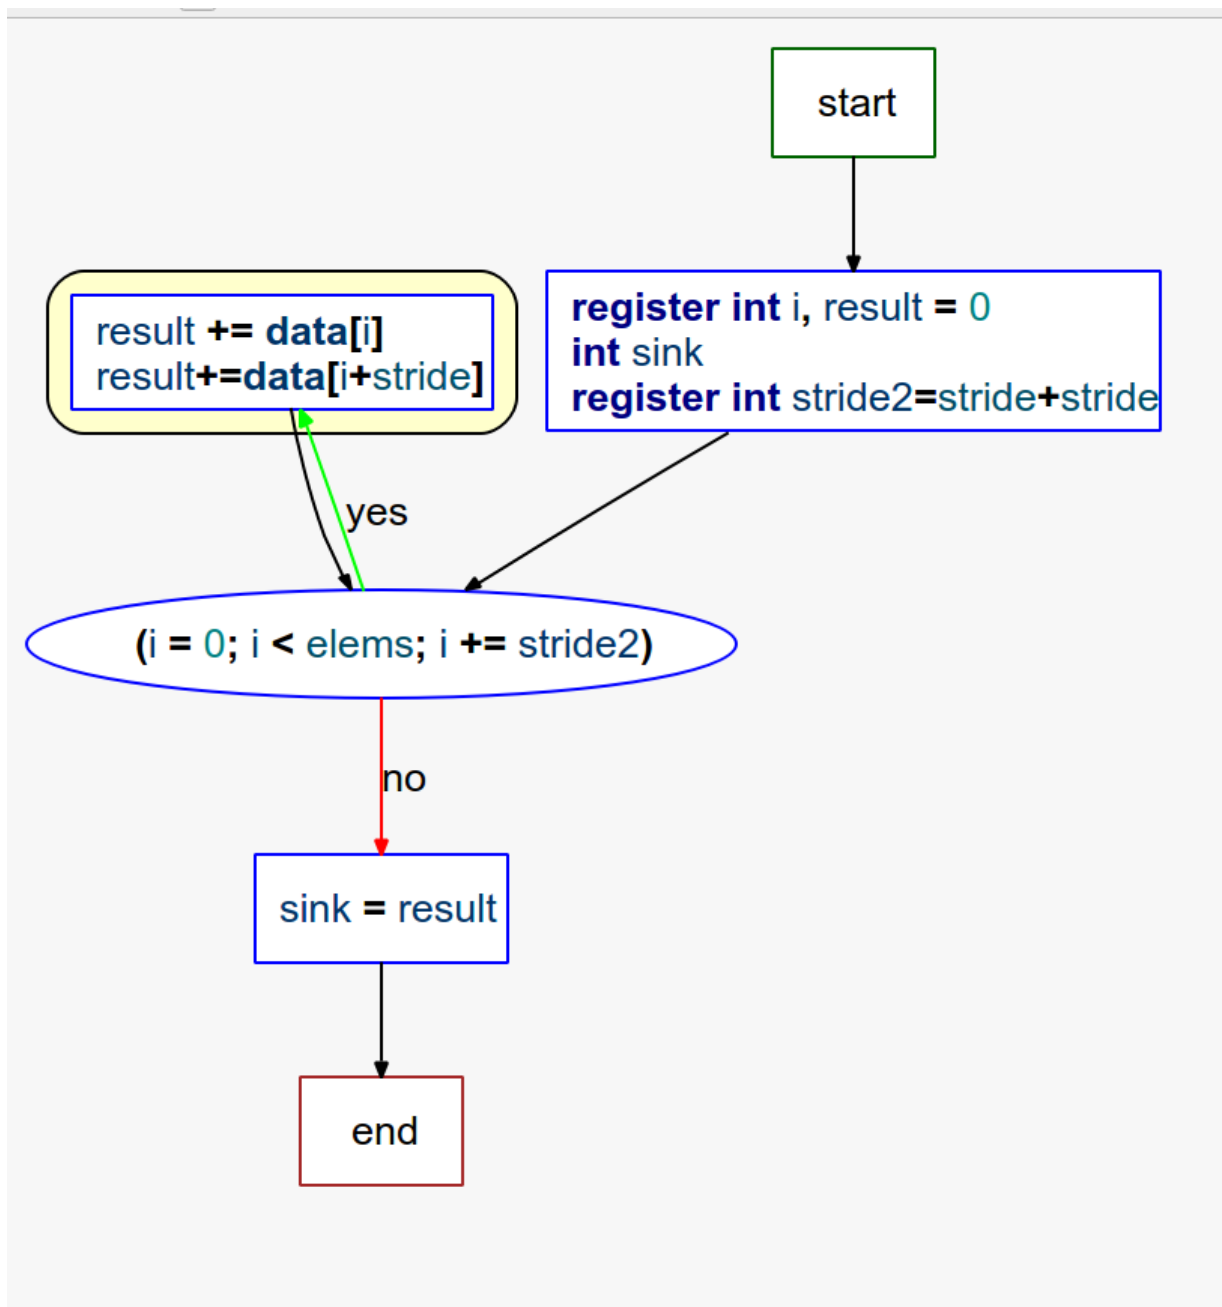 start
register int i, result = 0
int sink
register int stride2=stride+stride
result += data[i]
result+=data[i+stride]
yes
(i = 0; i < elems; i += stride2)
no
sink = result
end